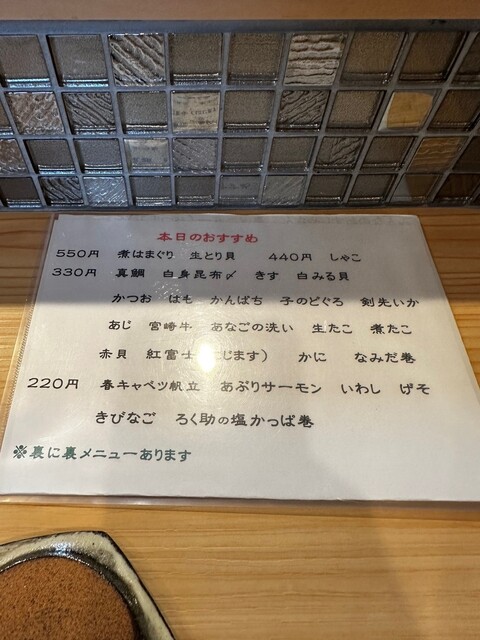 本日のおすすめ
550円 煮はまぐり 生とり貝 440円 しゃこ
330円 真鯛 白身昆布〆 きす 白みる貝
かつお はも かんぱち 子のどぐろ 剣先いか
あじ 宮崎牛 あなごの洗い 生たこ 煮たこ
赤貝 紅富士 じます） かに なみだ巻
220円 春キャベツ帆立 あぶりサーモン いわし げそ
きびなご ろく助の塩かっぱ巻
※裏に裏メニューあります